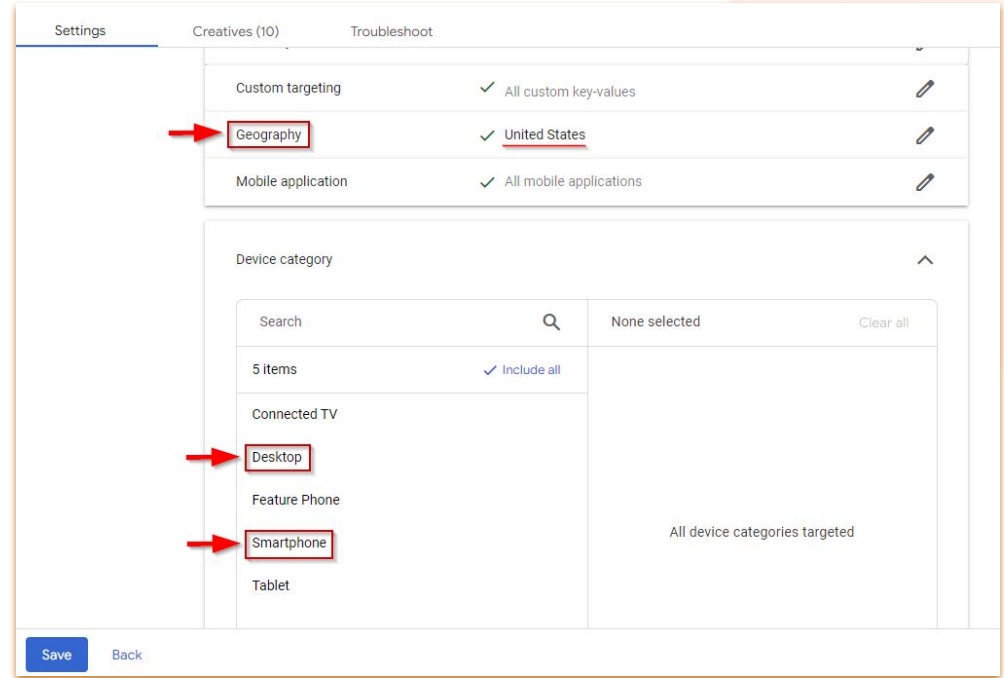 Settings Creatives (10) Troubleshoot
Custom targeting All custom key-values
Geography United States
Mobile application All mobile applications
Device category
Search None selected Clear all
5 items Include all
Connected TV
Desktop
Feature Phone
Smartphone
Tablet
All device categories targeted
Save Back